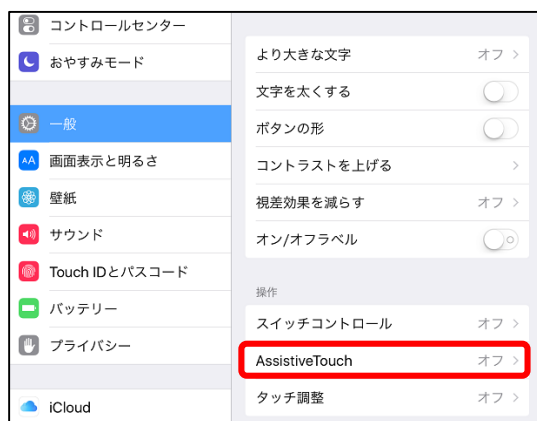 コントロールセンター
おやすみモード
一般
AA 画面表示と明るさ
壁紙
サウンド
Touch IDとパスコード
バッテリー
プライバシー
iCloud
より大きな文字 オフ
文字を太くする
ボタンの形
コントラストを上げる
視差効果を減らす オフ
オン/オフラベル
操作
スイッチコントロール オフ
AssistiveTouch オフ
タッチ調整 オフ